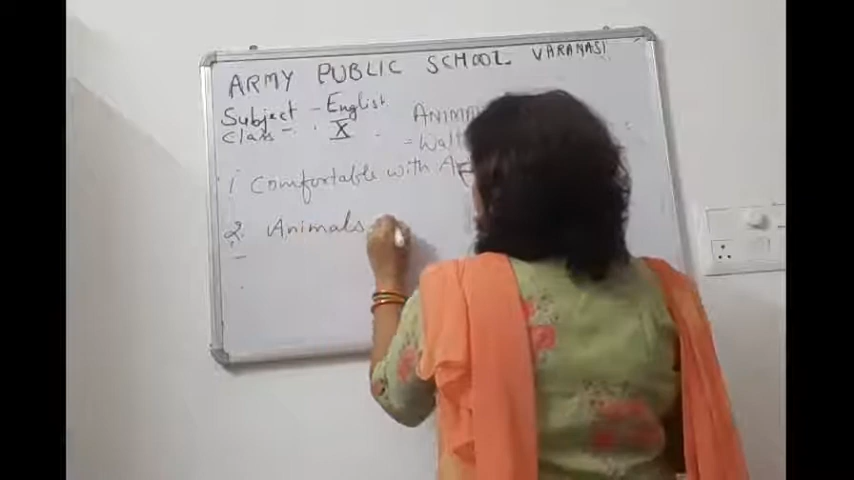 ARMY PUBLIC SCHOOL VARANASI
Subject - English
Class - X
1 Comfortable with
2. Animals